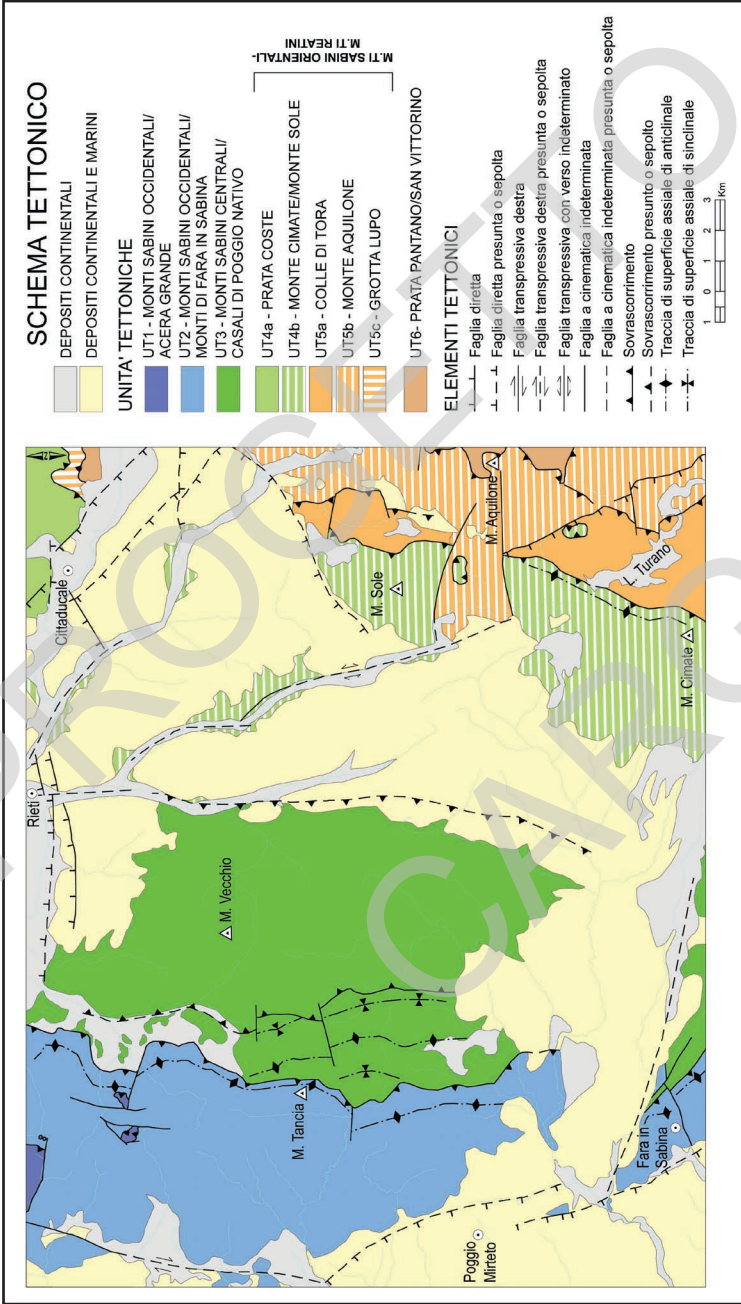 SCHEMA TETTONICO
DEPOSITI CONTINENTALI
DEPOSITI CONTINENTALI E MARINI
UNITA' TETTONICHE
UT1 - MONTI SABINI OCCIDENTALI/
ACERA GRANDE
UT2 - MONTI SABINI OCCIDENTALI/
MONTI DI FARA IN SABINA
UT3 - MONTI SABINI CENTRALI/
CASALI DI POGGIO NATIVO
UT4a - PRATA COSTE
UT4b - MONTE CIMATE/MONTE SOLE
UT5a - COLLE DI TORA
UT5b - MONTE AQUILONE
UT5c - GROTTA LUPO
M.TI SABINI ORIENTALI-
M.TI REATINI
UT6- PRATA PANTANO/SAN VITTORINO
ELEMENTI TETTONICI
Faglia diretta
Faglia diretta presunta o sepolta
Faglia transpressiva destra
Faglia transpressiva destra presunta o sepolta
Faglia transpressiva con verso indeterminato
Faglia a cinematica indeterminata
Faglia a cinematica indeterminata presunta o sepolta
Sovrascorrimento
Sovrascorrimento presunto o sepolto
Traccia di superficie assiale di anticlinale
Traccia di superficie assiale di sinclinale
1 0 1 2 3
Km
N
Rieti
Cittaducale
M. Vecchio
M. Sole
M. Aquilone
M. Tancia
L. Turano
M. Cimate
Fara in
Sabina
Poggio
Mirteto
PROGETTO
CARG